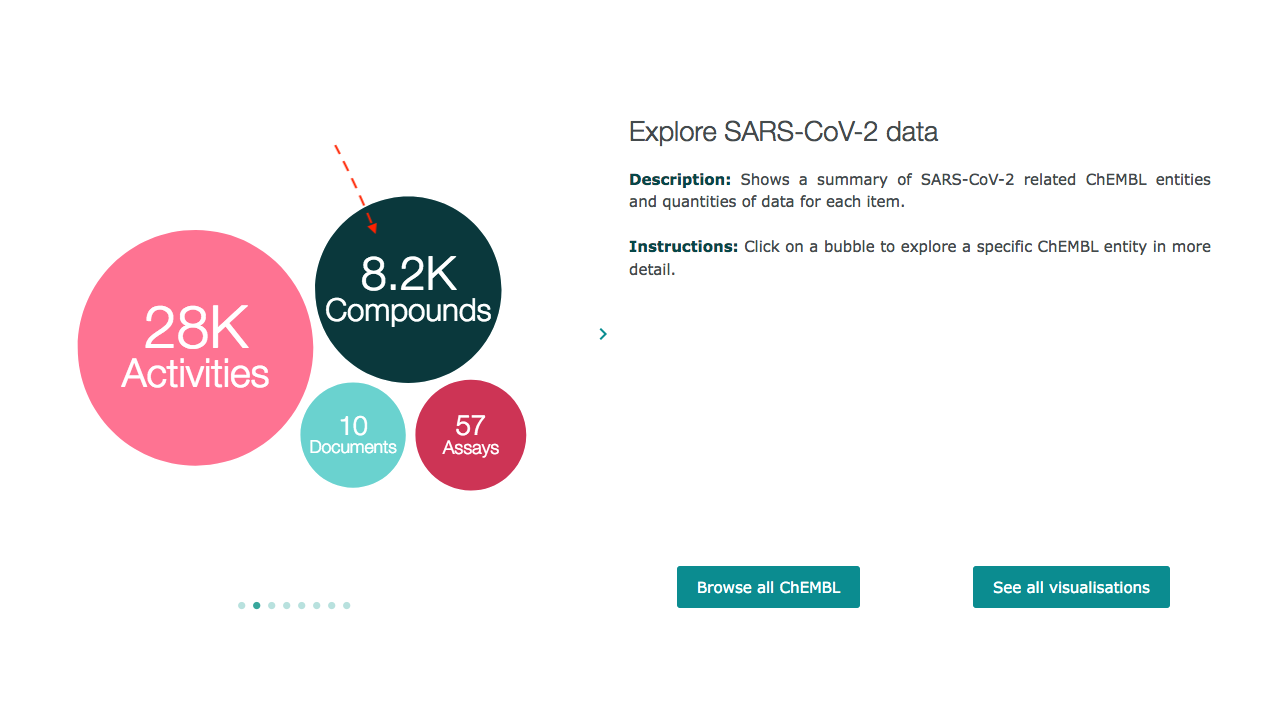 Explore SARS-CoV-2 data
Description: Shows a summary of SARS-CoV-2 related ChEMBL entities
and quantities of data for each item.
Instructions: Click on a bubble to explore a specific ChEMBL entity in more
detail.
8.2K
Compounds
28K
Activities
10
Documents
57
Assays
Browse all ChEMBL
See all visualisations